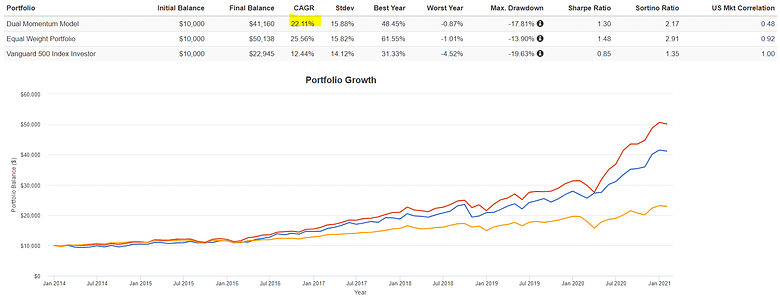 Portfolio Initial Balance Final Balance CAGR Stdev Best Year Worst Year Max. Drawdown Sharpe Ratio Sortino Ratio US Mkt Correlation
Dual Momentum Model $10,000 $41,160 22.11% 15.88% 48.45% -0.87% -17.81% 1.30 2.17 0.48
Equal Weight Portfolio $10,000 $50,138 25.56% 15.82% 61.55% -1.01% -13.90% 1.48 2.91 0.92
Vanguard 500 Index Investor $10,000 $22,945 12.44% 14.12% 31.33% -4.52% -19.63% 0.85 1.35 1.00
Portfolio Growth
Portfolio Balance ($)
$60,000
$50,000
$40,000
$30,000
$20,000
$10,000
$0
Jan 2014 Jul 2014 Jan 2015 Jul 2015 Jan 2016 Jul 2016 Jan 2017 Jul 2017 Jan 2018 Jul 2018 Jan 2019 Jul 2019 Jan 2020 Jul 2020 Jan 2021
Year